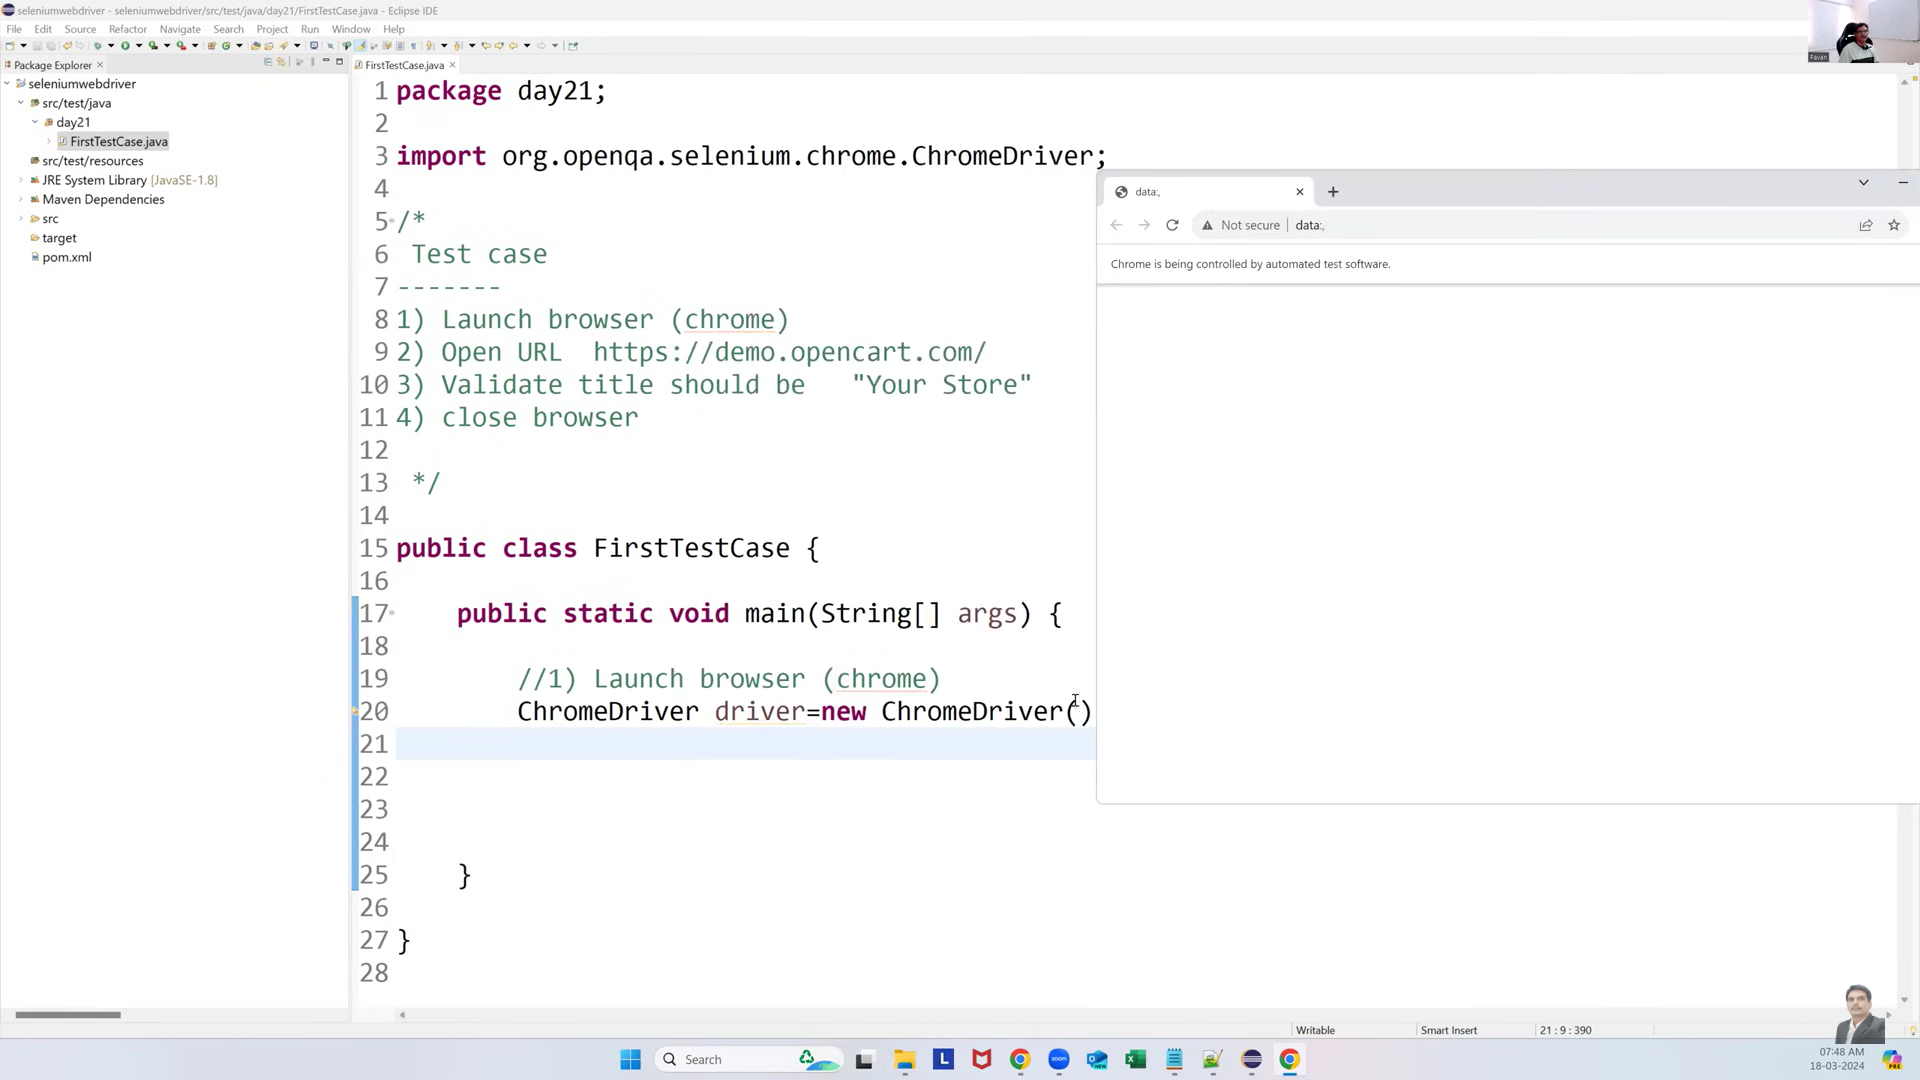 seleniumwebdriver - seleniumwebdriver/src/test/java/day21/FirstTestCase.java - Eclipse IDE
File Edit Source Refactor Navigate Search Project Run Window Help
Package Explorer
seleniumwebdriver
src/test/java
day21
FirstTestCase.java
src/test/resources
JRE System Library [JavaSE-1.8]
Maven Dependencies
src
target
pom.xml
FirstTestCase.java
1 package day21;
2
3 import org.openqa.selenium.chrome.ChromeDriver;
4
5 /*
6 Test case
7 -------
8 1) Launch browser (chrome)
9 2) Open URL https://demo.opencart.com/
10 3) Validate title should be "Your Store"
11 4) close browser
12
13 */
14
15 public class FirstTestCase {
16
17 public static void main(String[] args) {
18
19 //1) Launch browser (chrome)
20 ChromeDriver driver=new ChromeDriver()
21
22
23
24
25 }
26
27 }
28
data:,
Not secure data:,
Chrome is being controlled by automated test software.
Pavan
Writable Smart Insert 21 : 9 : 390
Search
L
zoom
NEW
PRE
07:48 AM
18-03-2024